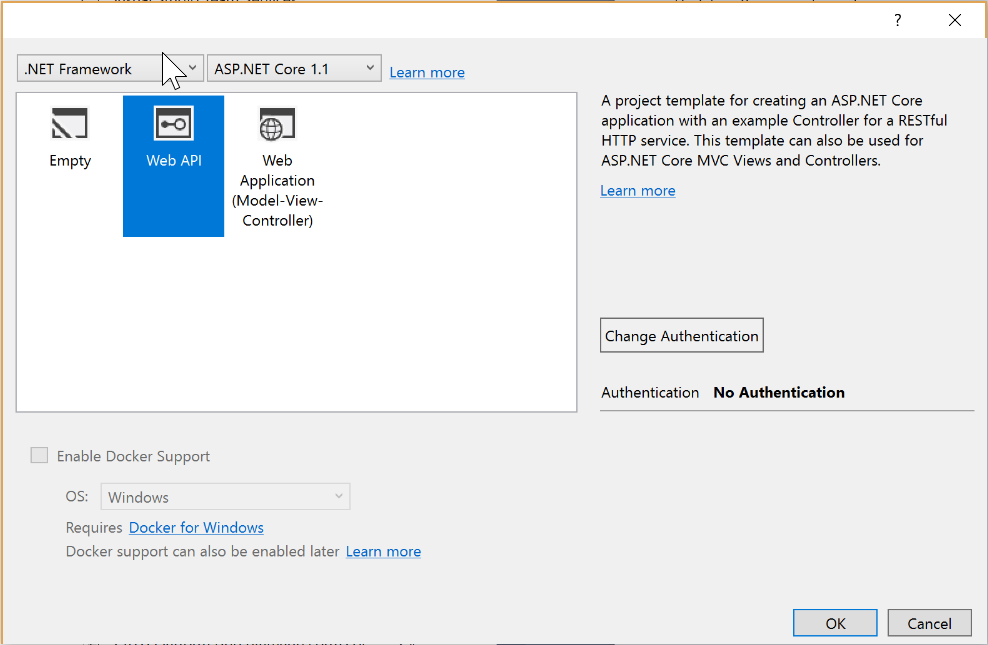 ?
.NET Framework
ASP.NET Core 1.1
Learn more
Empty
Web API
Web
Application
(Model-View-
Controller)
A project template for creating an ASP.NET Core
application with an example Controller for a RESTful
HTTP service. This template can also be used for
ASP.NET Core MVC Views and Controllers.
Learn more
Change Authentication
Authentication No Authentication
Enable Docker Support
OS: Windows
Requires Docker for Windows
Docker support can also be enabled later Learn more
OK
Cancel